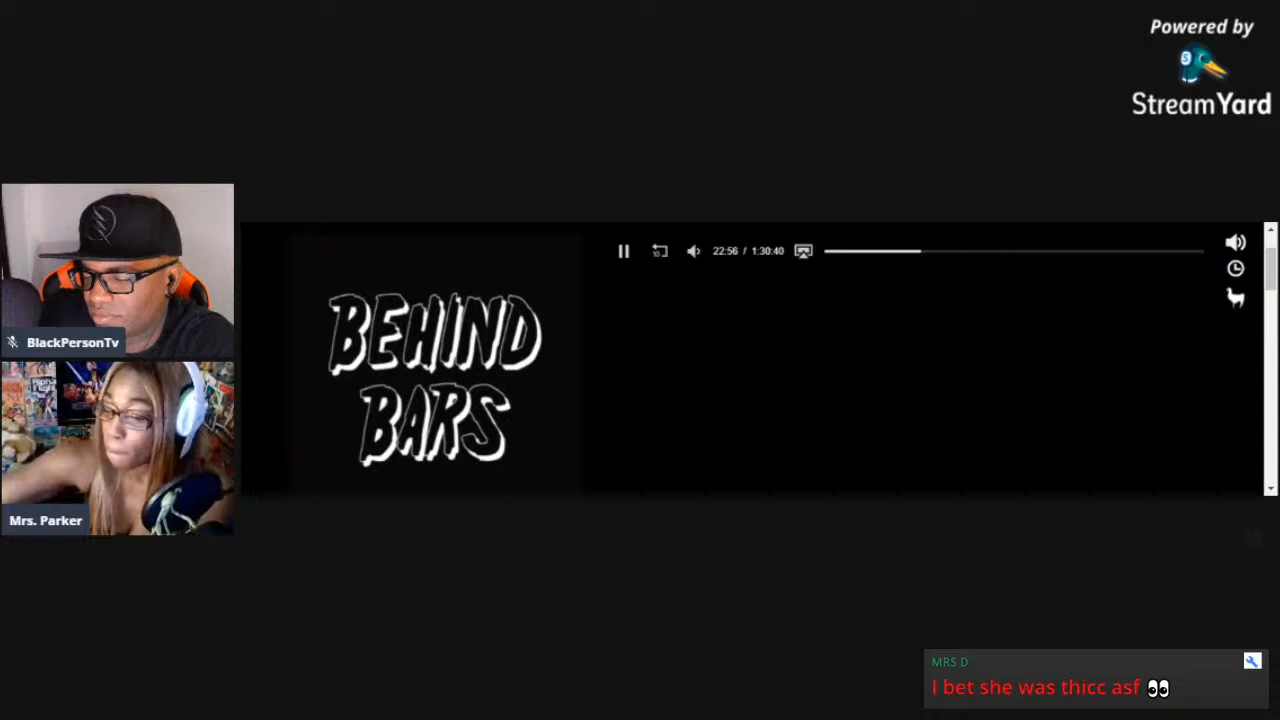 Powered by
StreamYard
22:56 / 1:30:40
BEHIND
BARS
BlackPersonTv
Mrs. Parker
MRS D
I bet she was thicc asf 👀